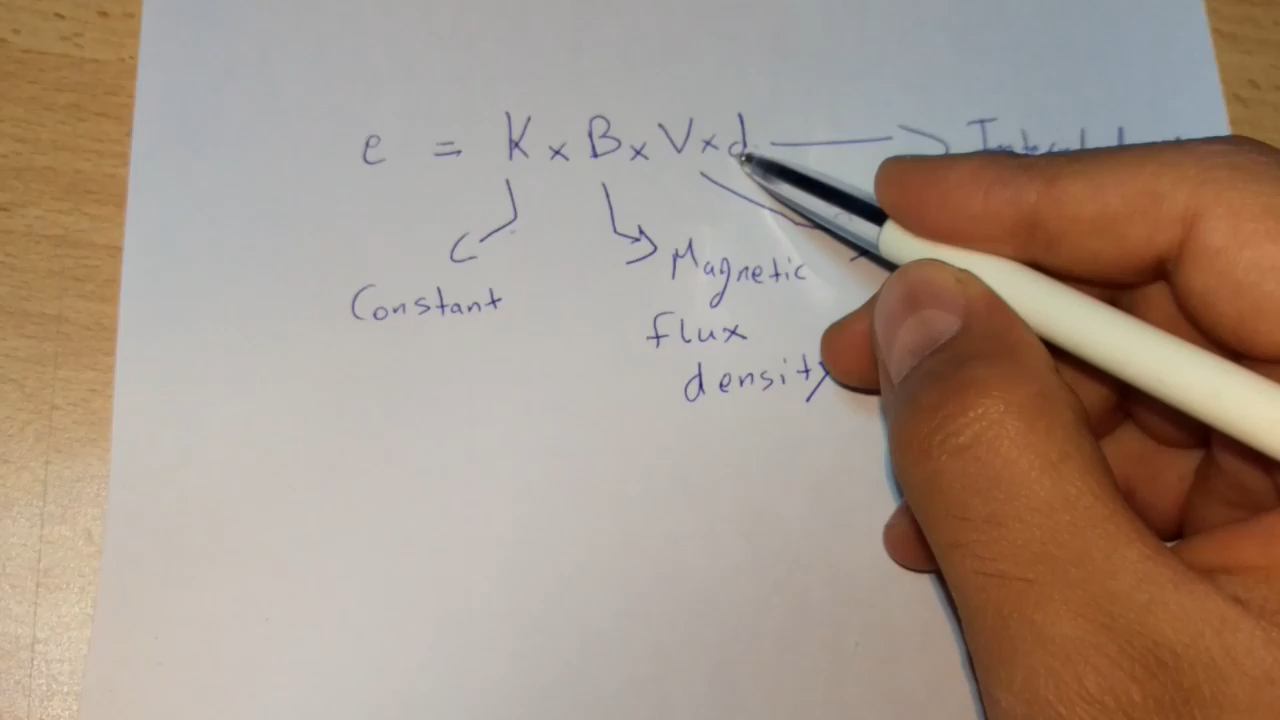 e = K × B × V × d
Constant
Magnetic
flux
density